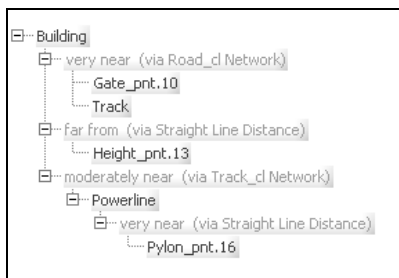 Building
very near (via Road_cl Network)
Gate_pnt.10
Track
far from (via Straight Line Distance)
Height_pnt.13
moderately near (via Track_cl Network)
Powerline
very near (via Straight Line Distance)
Pylon_pnt.16